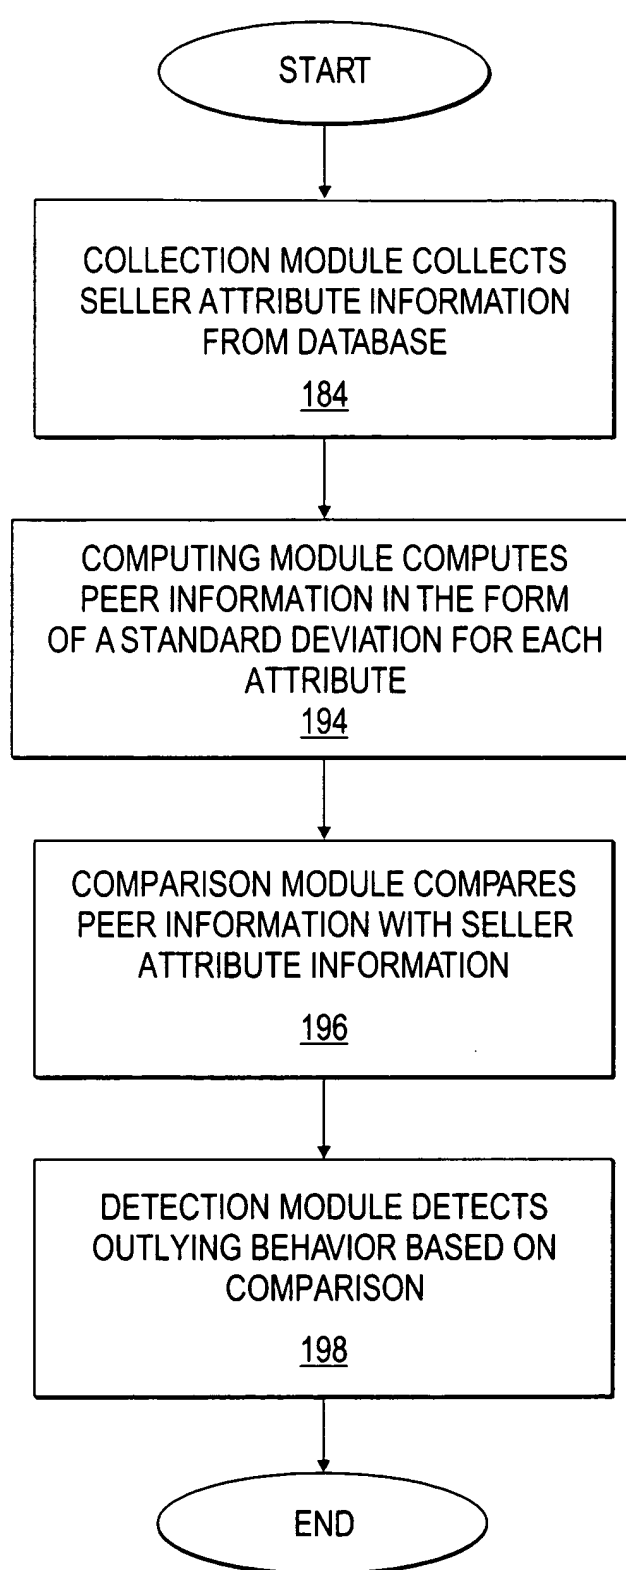 START
COLLECTION MODULE COLLECTS
SELLER ATTRIBUTE INFORMATION
FROM DATABASE
184
COMPUTING MODULE COMPUTES
PEER INFORMATION IN THE FORM
OF A STANDARD DEVIATION FOR EACH
ATTRIBUTE
194
COMPARISON MODULE COMPARES
PEER INFORMATION WITH SELLER
ATTRIBUTE INFORMATION
196
DETECTION MODULE DETECTS
OUTLYING BEHAVIOR BASED ON
COMPARISON
198
END